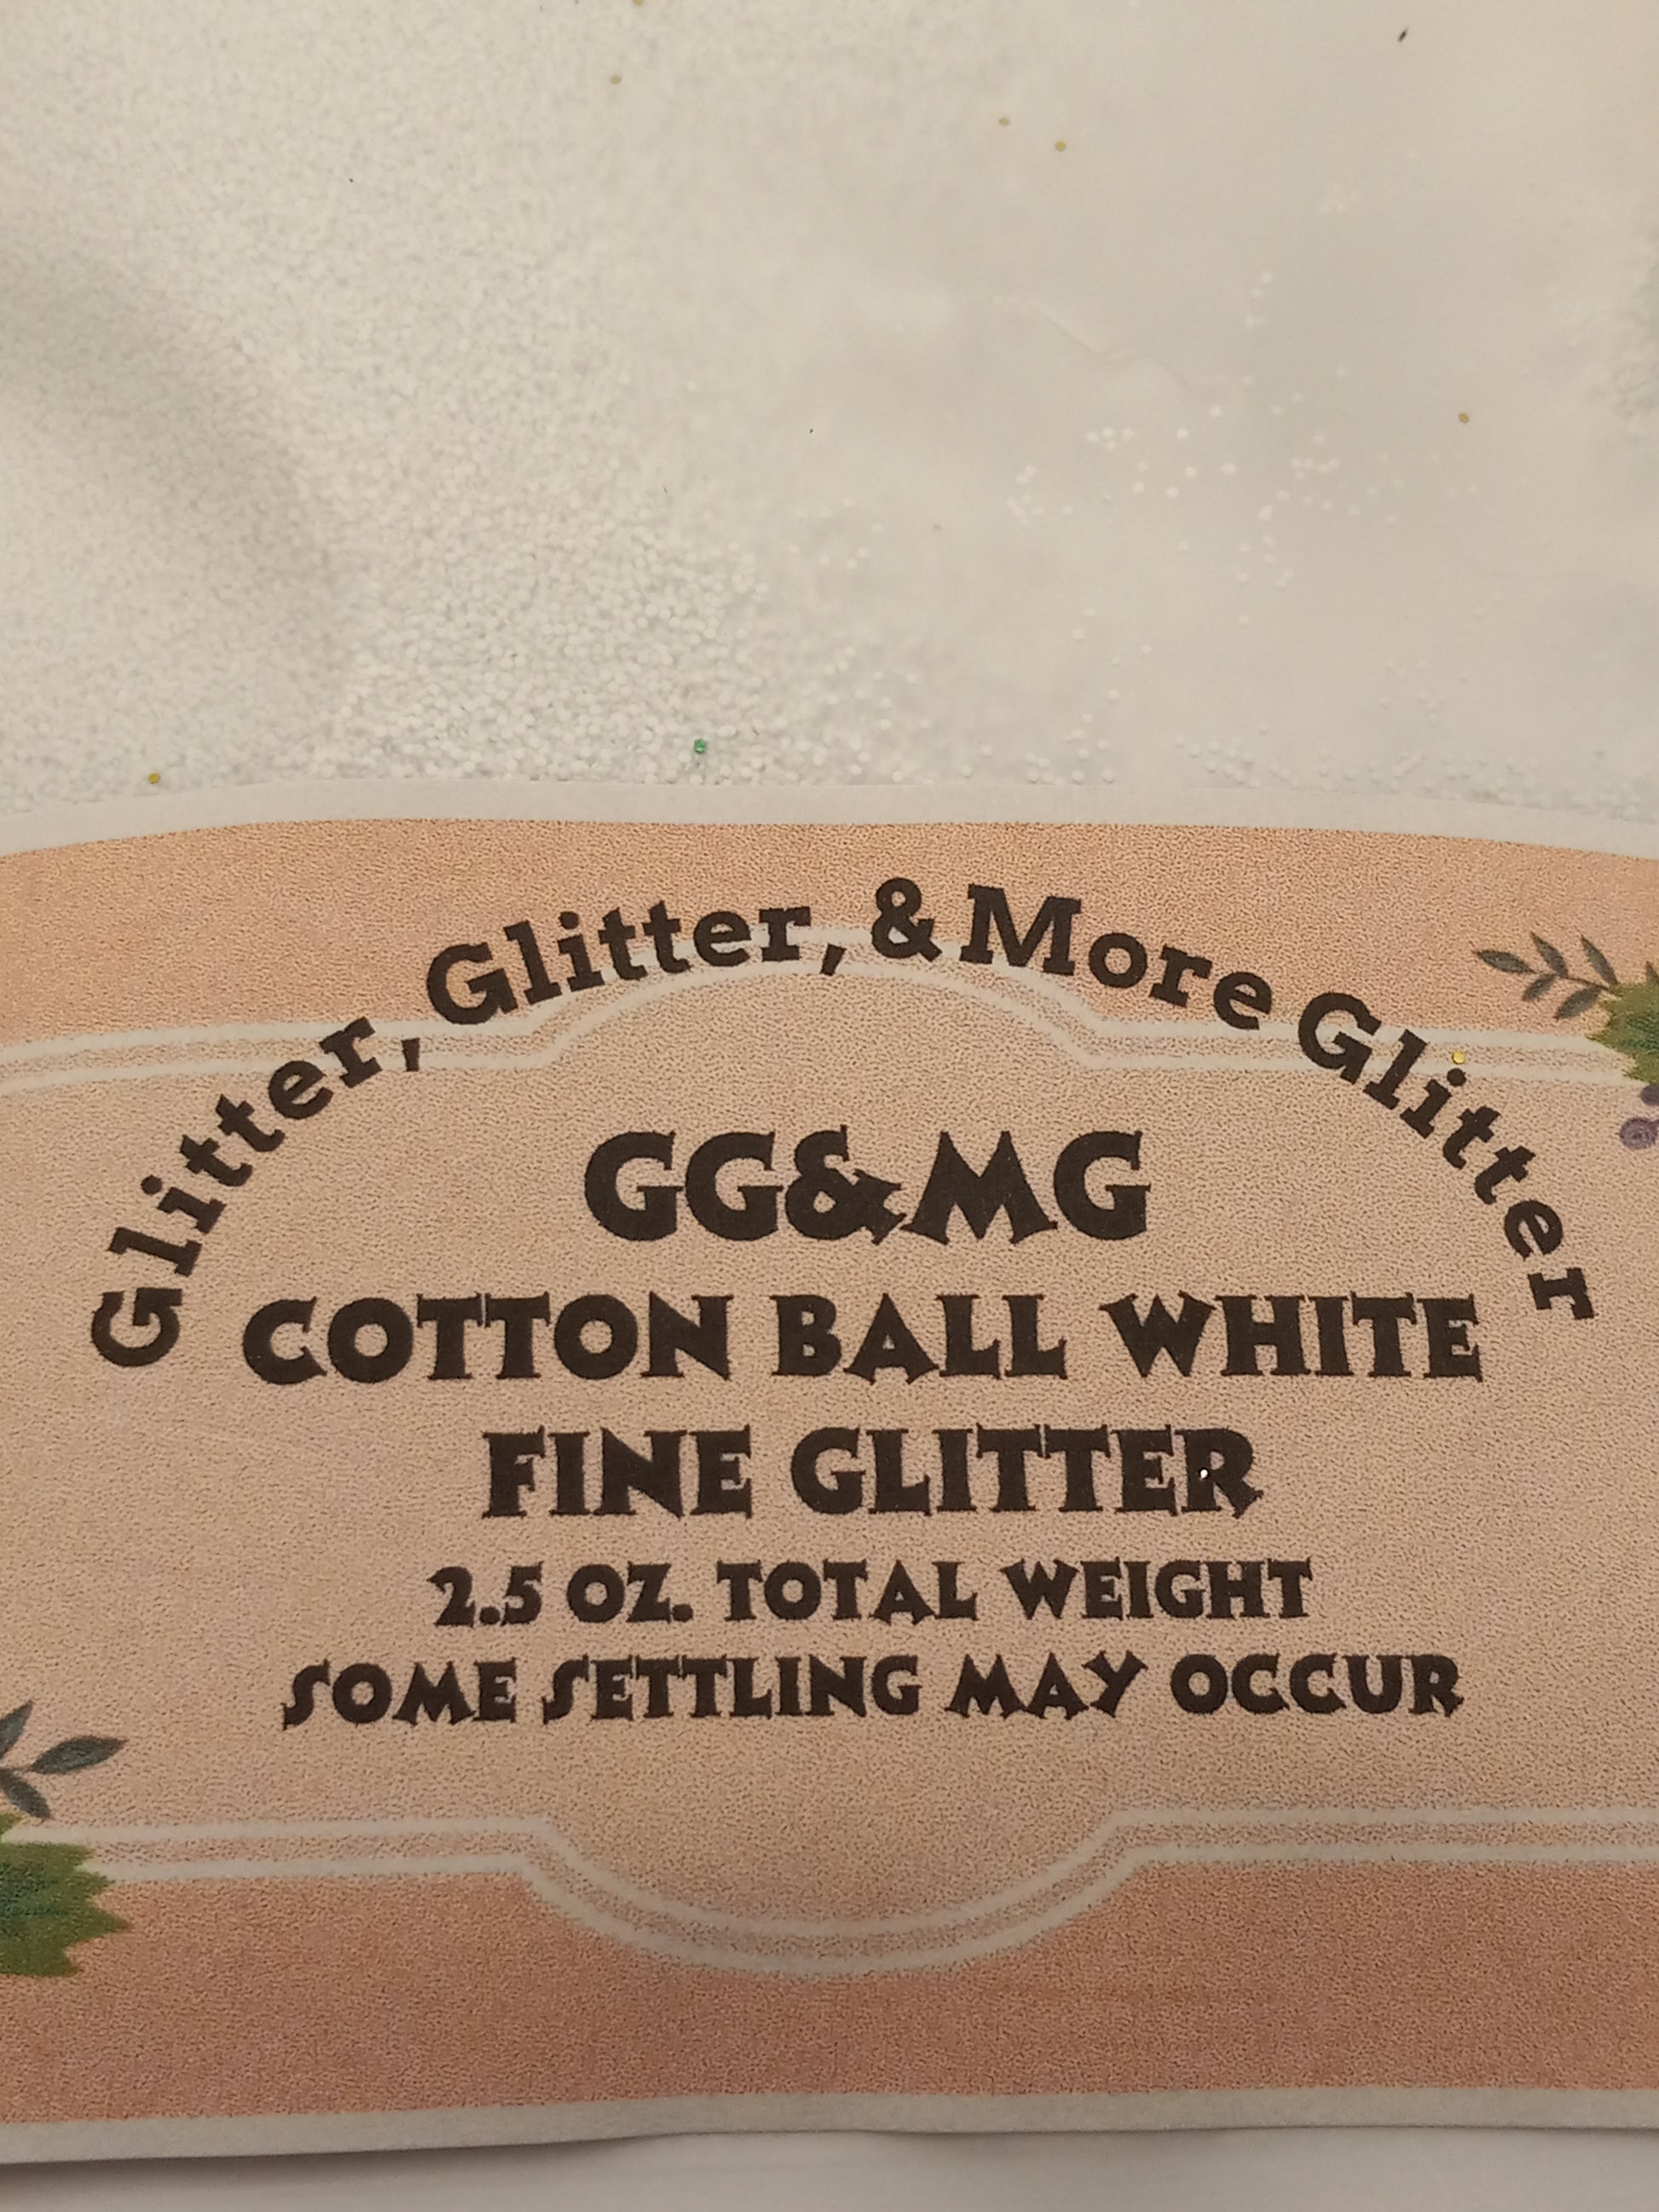 Glitter, Glitter, & More Glitter
GG&MG
COTTON BALL WHITE
FINE GLITTER
2.5 OZ. TOTAL WEIGHT
SOME SETTLING MAY OCCUR